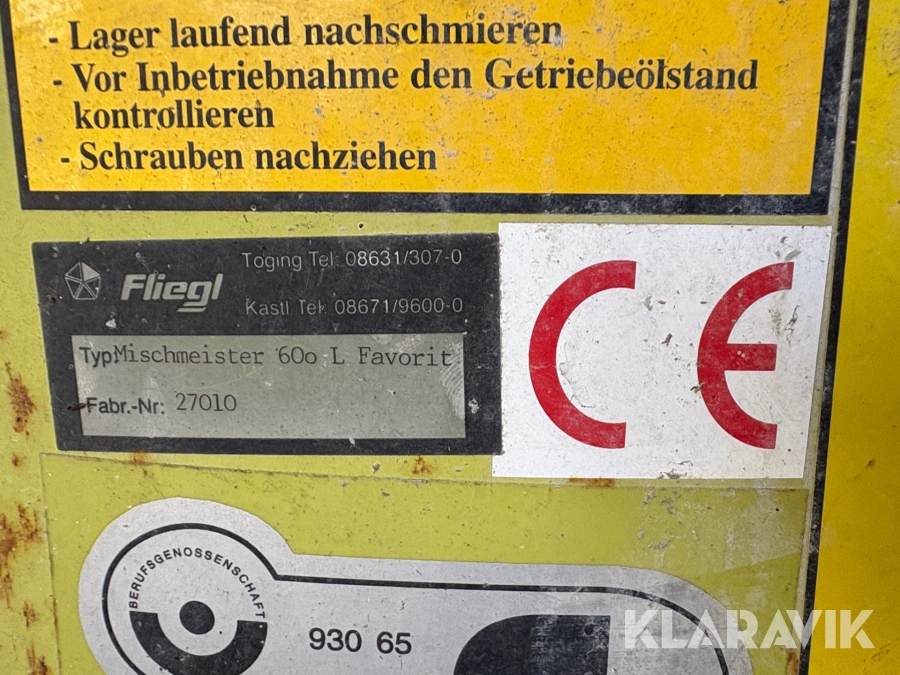 - Lager laufend nachschmieren
- Vor Inbetriebnahme den Getriebeölstand
kontrollieren
- Schrauben nachziehen
Fliegl
Töging Tel: 08631/307-0
Kastl Tel: 08671/9600-0
Typ: Mischmeister 60o L Favorit
Fabr.-Nr: 27010
CE
BERUFSGENOSSENSCHAFT
930 65
KLARAVIK